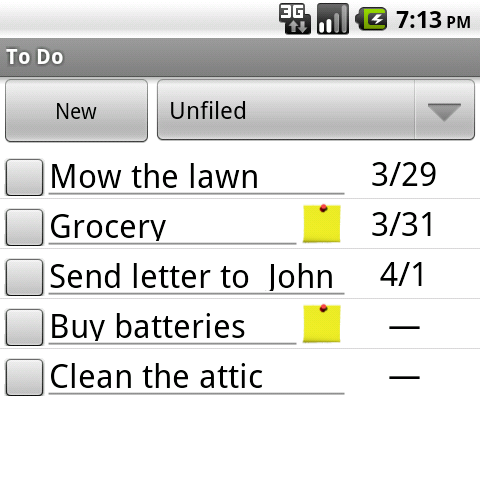 3G 7:13 PM
To Do
New Unfiled
Mow the lawn 3/29
Grocery 3/31
Send letter to John 4/1
Buy batteries —
Clean the attic —